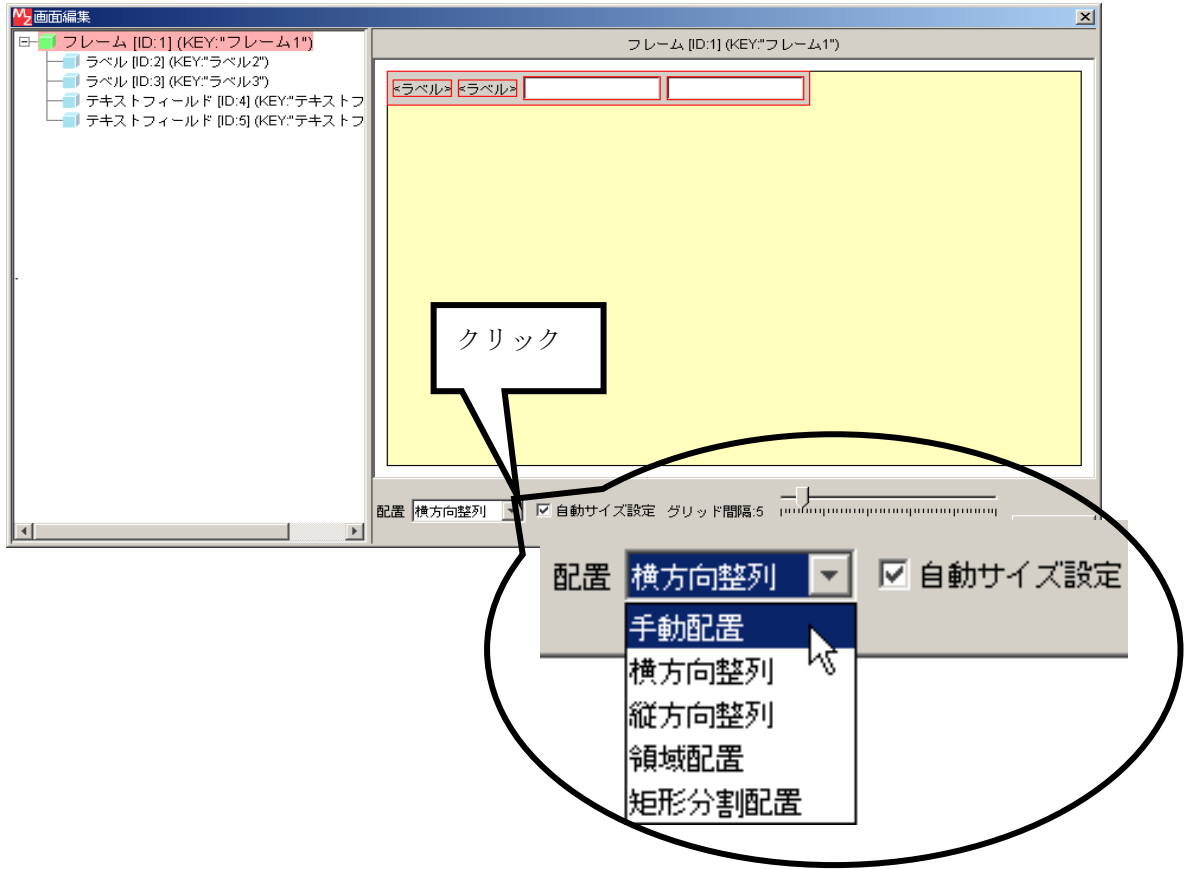 画面編集
フレーム [ID:1] (KEY:"フレーム1")
ラベル [ID:2] (KEY:"ラベル2")
ラベル [ID:3] (KEY:"ラベル3")
テキストフィールド [ID:4] (KEY:"テキストフ
テキストフィールド [ID:5] (KEY:"テキストフ
フレーム [ID:1] (KEY:"フレーム1")
<ラベル> <ラベル>
クリック
配置 横方向整列 自動サイズ設定 グリッド間隔:5
配置 横方向整列 自動サイズ設定
手動配置
横方向整列
縦方向整列
領域配置
矩形分割配置